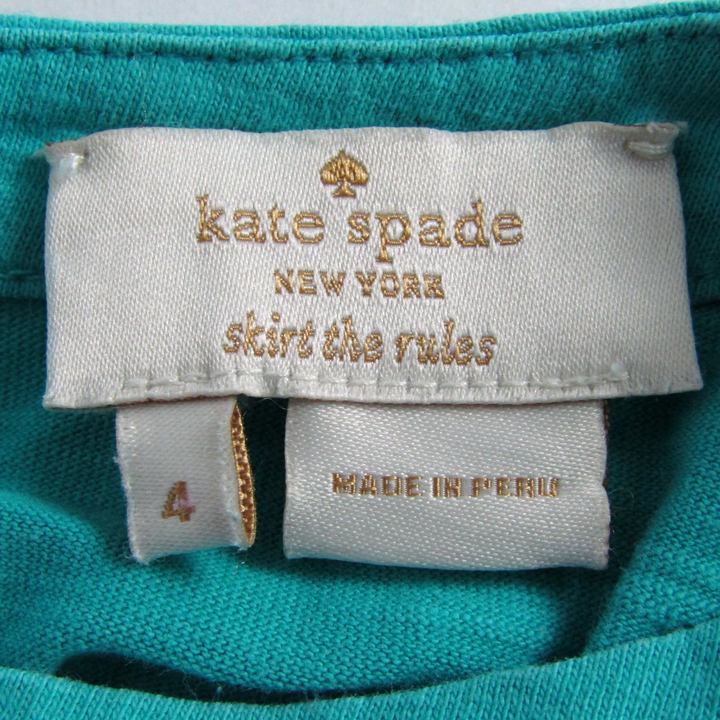 kate spade
NEW YORK
skirt the rules
4
MADE IN PERU